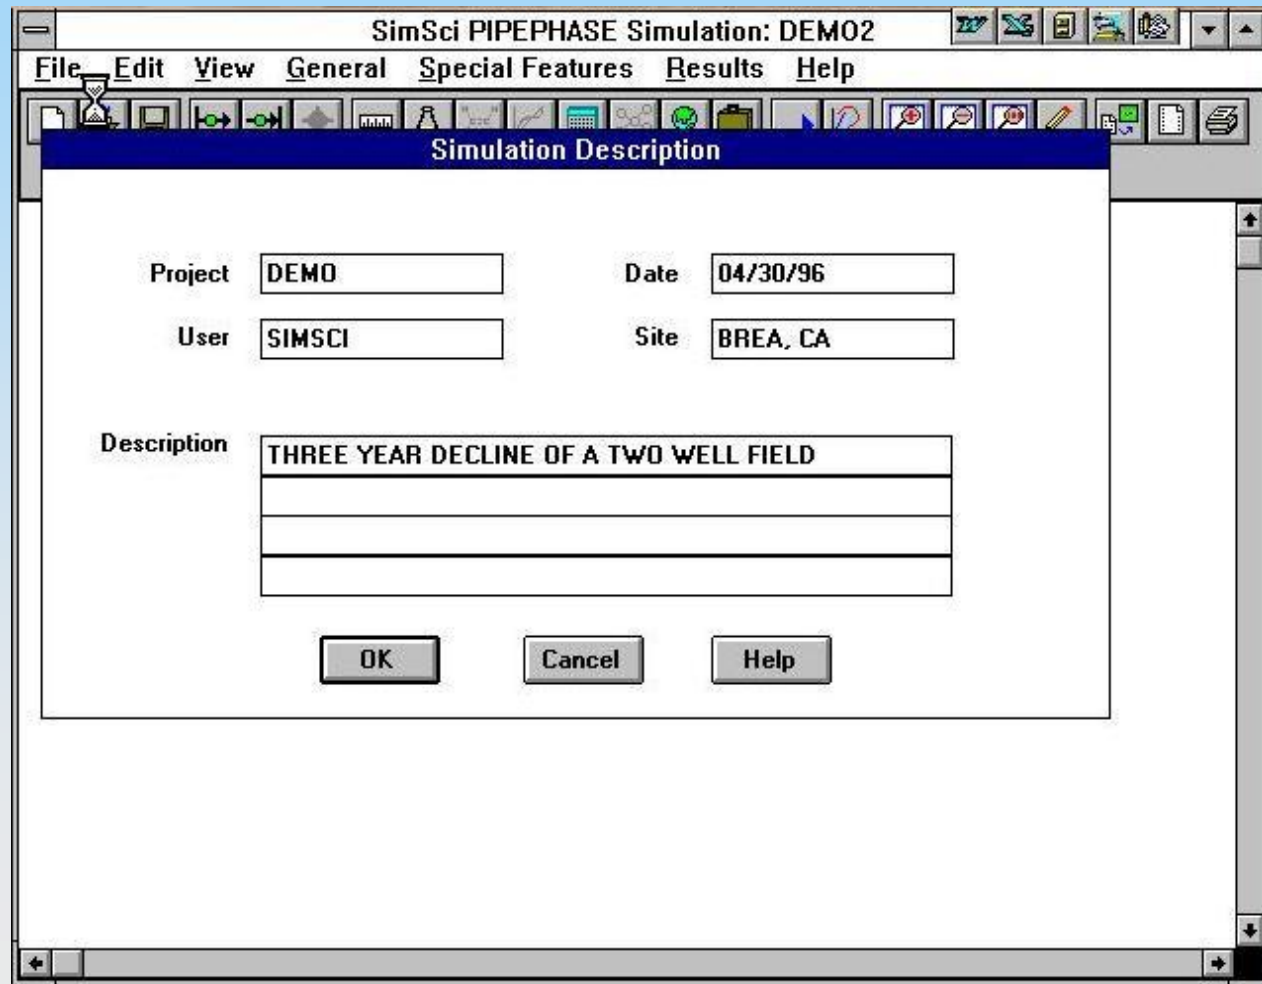 SimSci PIPEPHASE Simulation: DEMO2
File Edit View General Special Features Results Help
Simulation Description
Project DEMO Date 04/30/96
User SIMSCI Site BREA, CA
Description THREE YEAR DECLINE OF A TWO WELL FIELD
OK Cancel Help